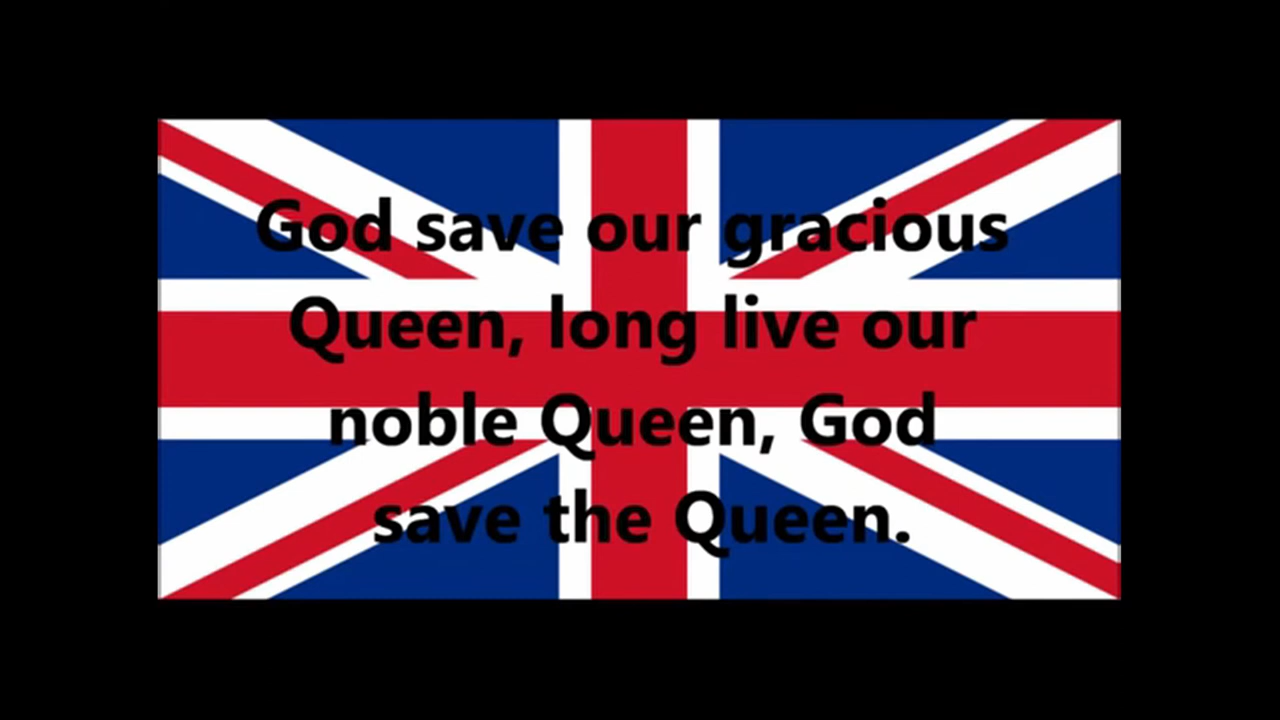 God save our gracious
Queen, long live our
noble Queen, God
save the Queen.